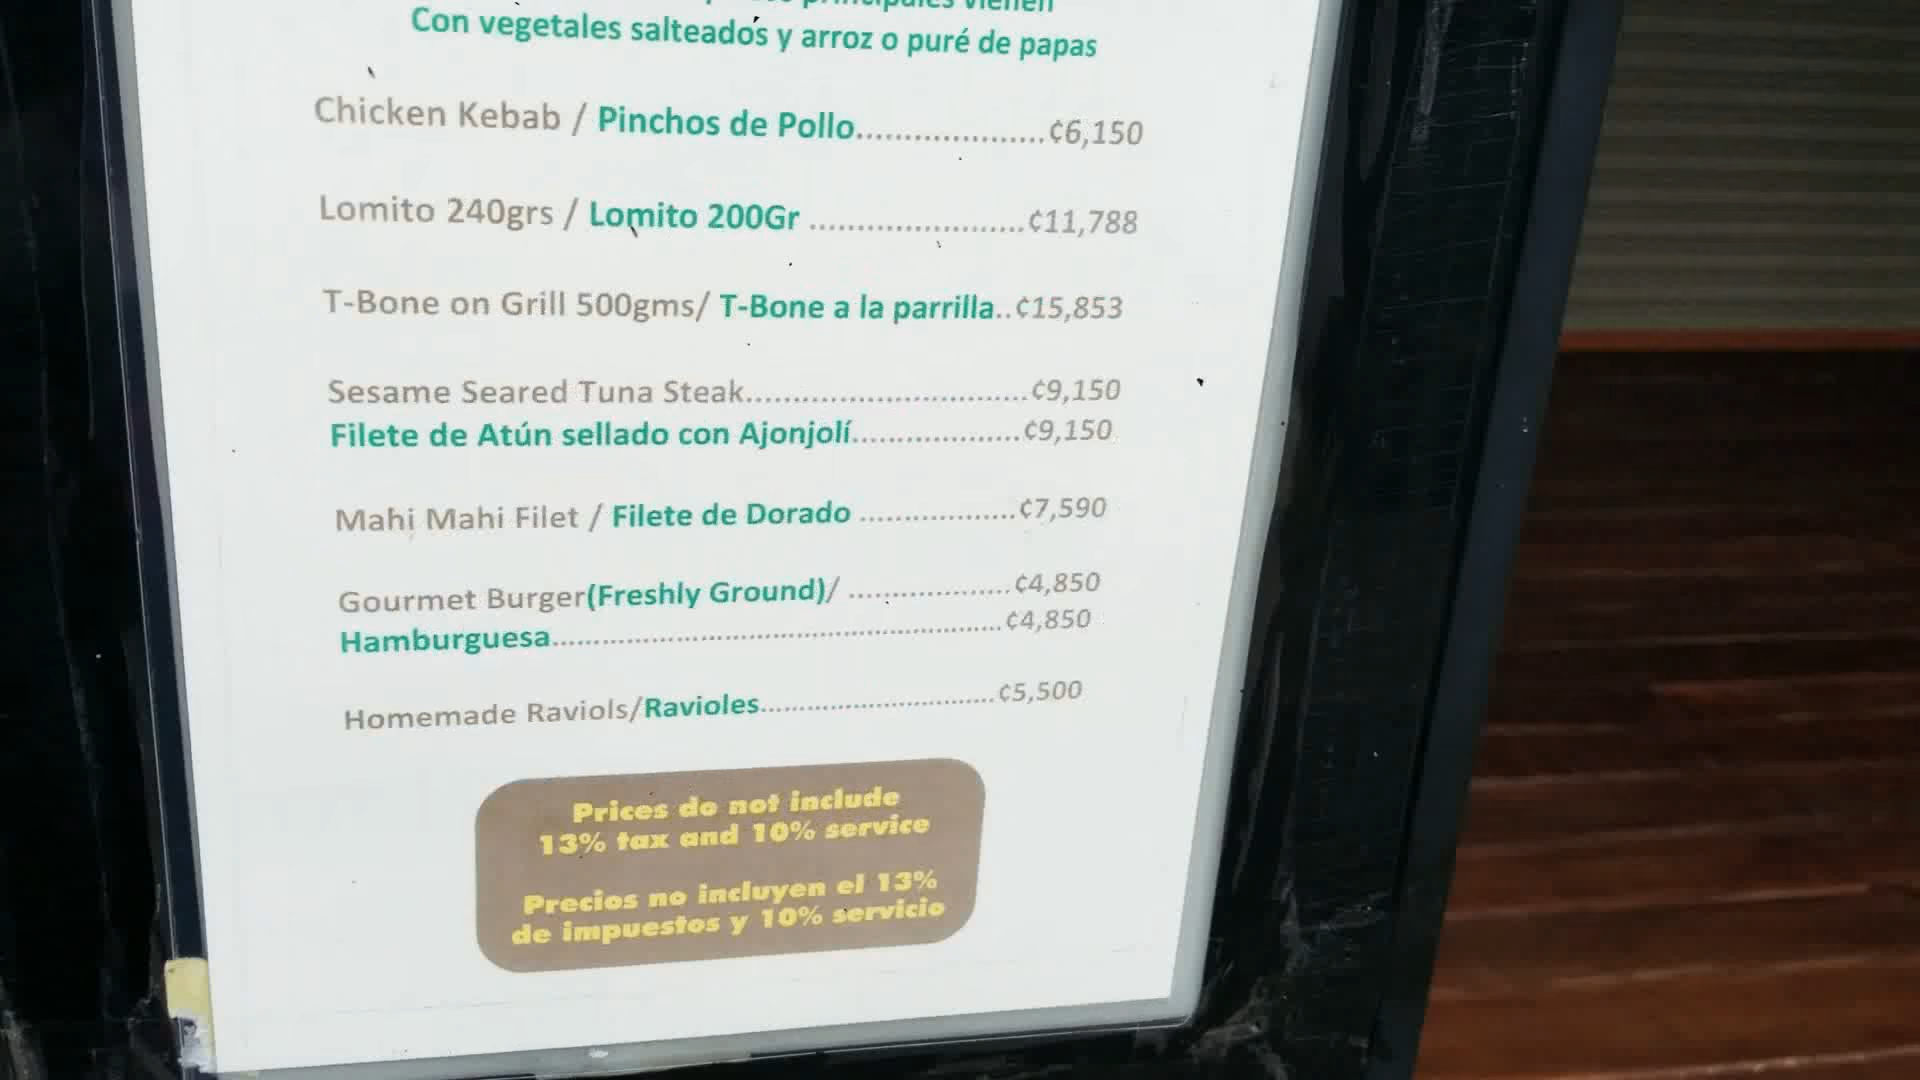 principales vienen
Con vegetales salteados y arroz o puré de papas
Chicken Kebab / Pinchos de Pollo....................¢6,150
Lomito 240grs / Lomito 200Gr .......................¢11,788
T-Bone on Grill 500gms/ T-Bone a la parrilla..¢15,853
Sesame Seared Tuna Steak..............................¢9,150
Filete de Atún sellado con Ajonjolí..................¢9,150
Mahi Mahi Filet / Filete de Dorado ...................¢7,590
Gourmet Burger(Freshly Ground)/ ....................¢4,850
Hamburguesa......................................................¢4,850
Homemade Raviols/Ravioles.............................¢5,500
Prices do not include
13% tax and 10% service
Precios no incluyen el 13%
de impuestos y 10% servicio